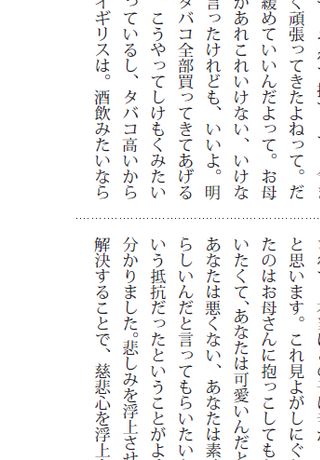 く頑張ってきたよねって。だ
緩めていいんだよって。お母
があれこれいけない、いけな
言ったけれども、いいよ。明
タバコ全部買ってきてあげる
こうやってしけもくみたい
っているし、タバコ高いから
イギリスは。酒飲みたいなら
と思います。これ見よがしにぐ
たのはお母さんに抱っこしても
いたくて、あなたは可愛いんだと
あなたは悪くない、あなたは素
らしいんだと言ってもらいたい
いう抵抗だったということがよ
分かりました。悲しみを浮上させ
解決することで、慈悲心を浮上